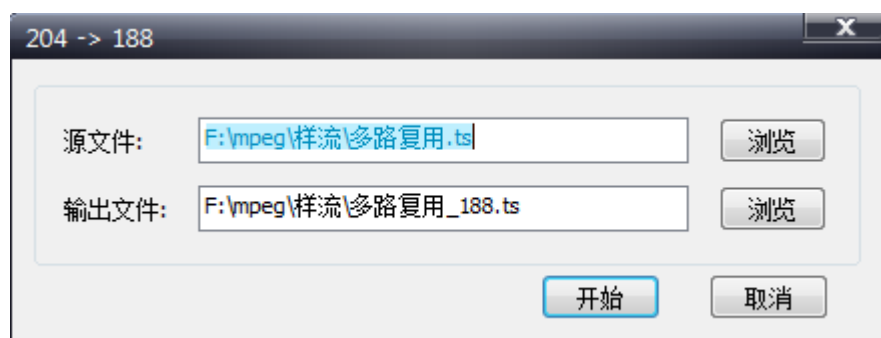 204 -> 188
源文件: F:\mpeg\样流\多路复用.ts 浏览
输出文件: F:\mpeg\样流\多路复用_188.ts 浏览
开始 取消